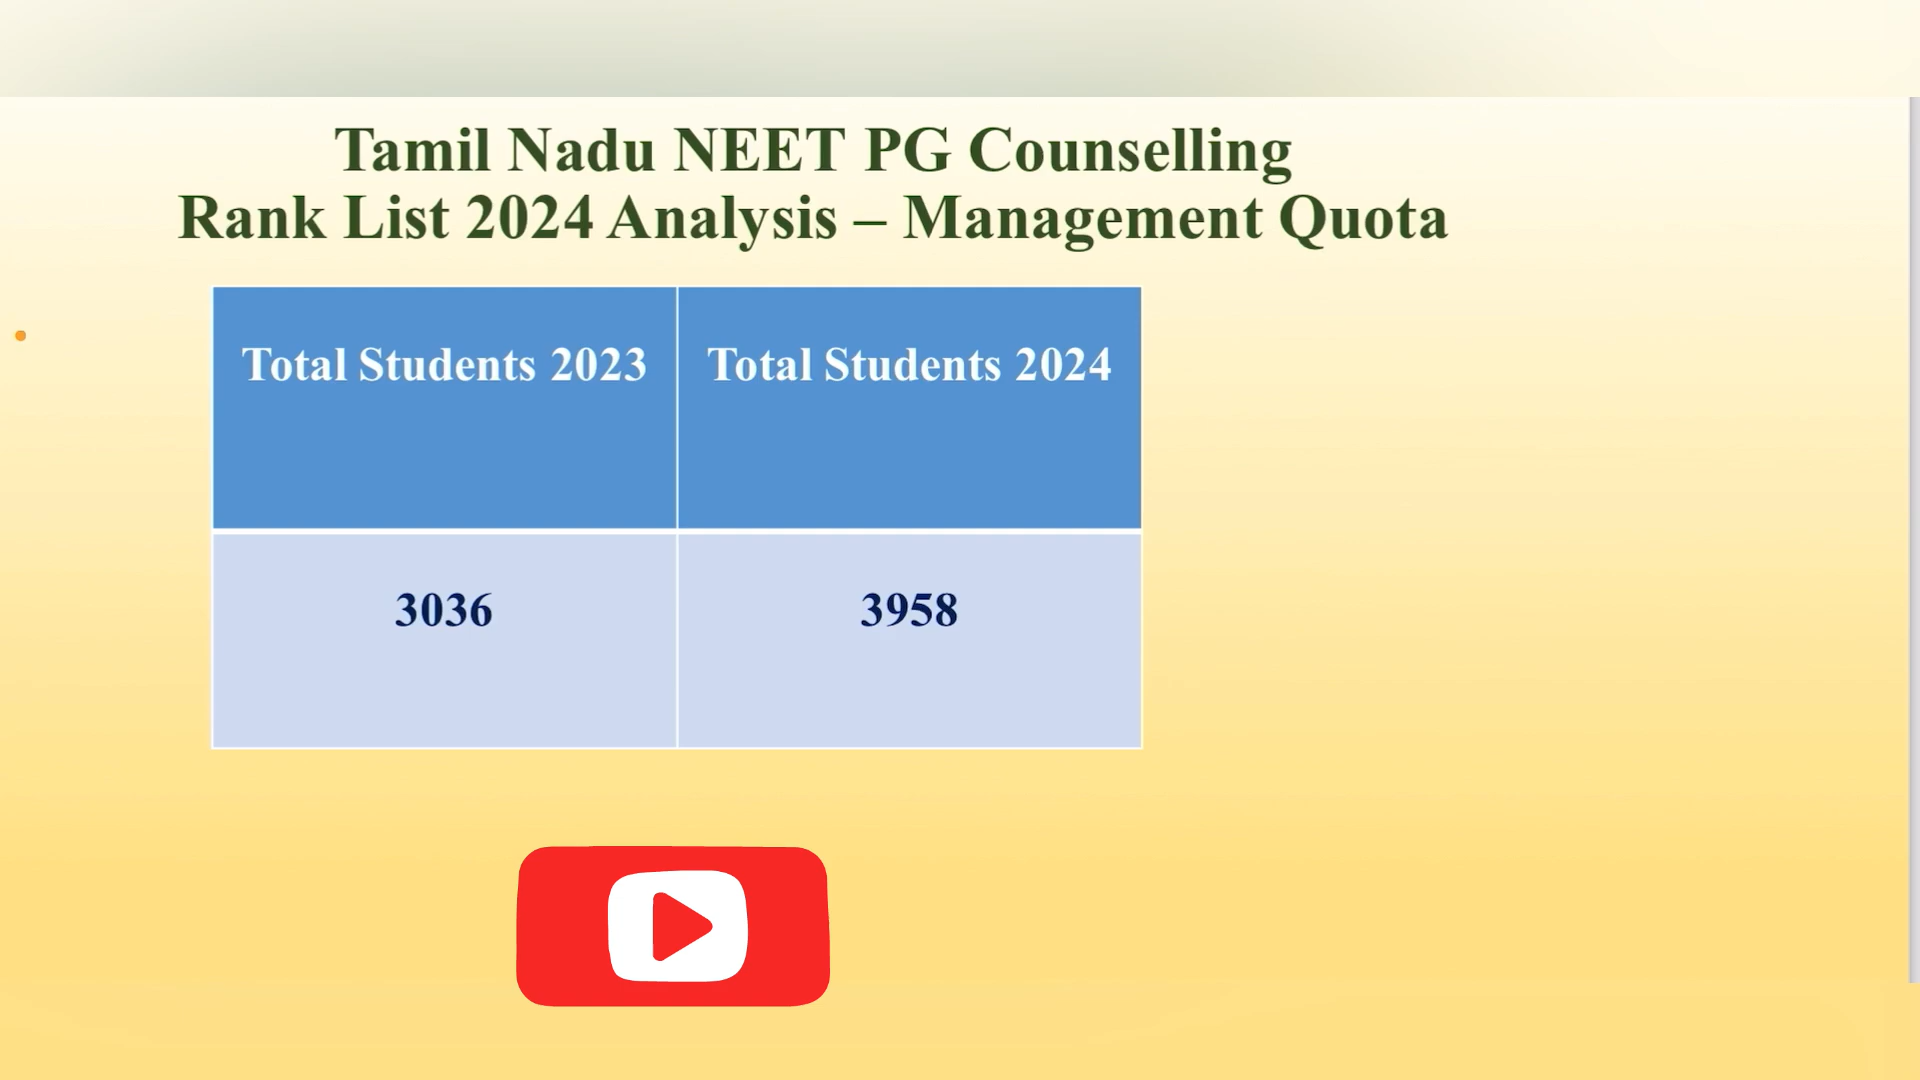 Tamil Nadu NEET PG Counselling
Rank List 2024 Analysis – Management Quota
Total Students 2023
Total Students 2024
3036
3958